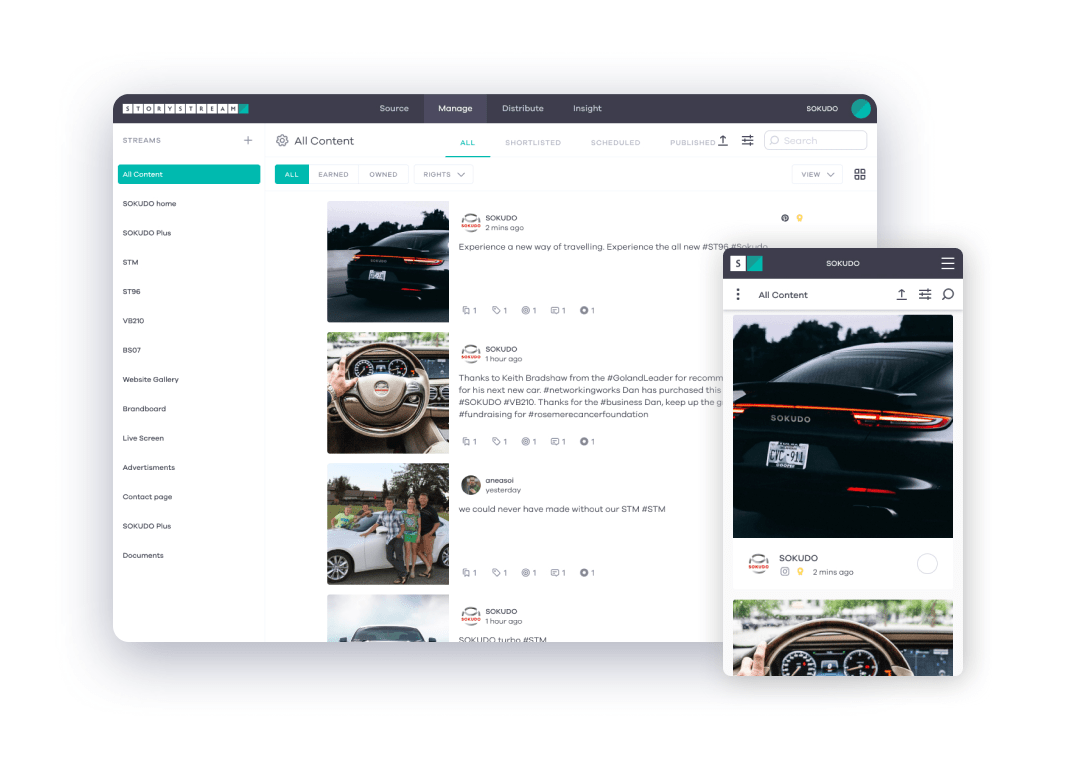 STORYSTREAM
Source Manage Distribute Insight SOKUDO
STREAMS +
All Content
ALL SHORTLISTED SCHEDULED PUBLISHED
Search
All Content
ALL EARNED OWNED RIGHTS
VIEW
SOKUDO home
SOKUDO Plus
STM
ST96
VB210
BS07
Website Gallery
Brandboard
Live Screen
Advertisments
Contact page
SOKUDO Plus
Documents
SOKUDO
SOKUDO
2 mins ago
Experience a new way of travelling. Experience the all new #ST96 #Sokudo
1 1 1 1 1
SOKUDO
SOKUDO
1 hour ago
Thanks to Keith Bradshaw from the #GolandLeader for recomm
for his next new car. #networkingworks Dan has purchased this
#SOKUDO #VB210. Thanks for the #business Dan, keep up the g
#fundraising for #rosemerecancerfoundation
1 1 1 1 1
aneasoi
yesterday
we could never have made without our STM #STM
1 1 1 1 1
SOKUDO
SOKUDO
1 hour ago
SOKUDO turbo #STM
S
SOKUDO
All Content
SOKUDO
CVC-911
SOKUDO
SOKUDO
2 mins ago